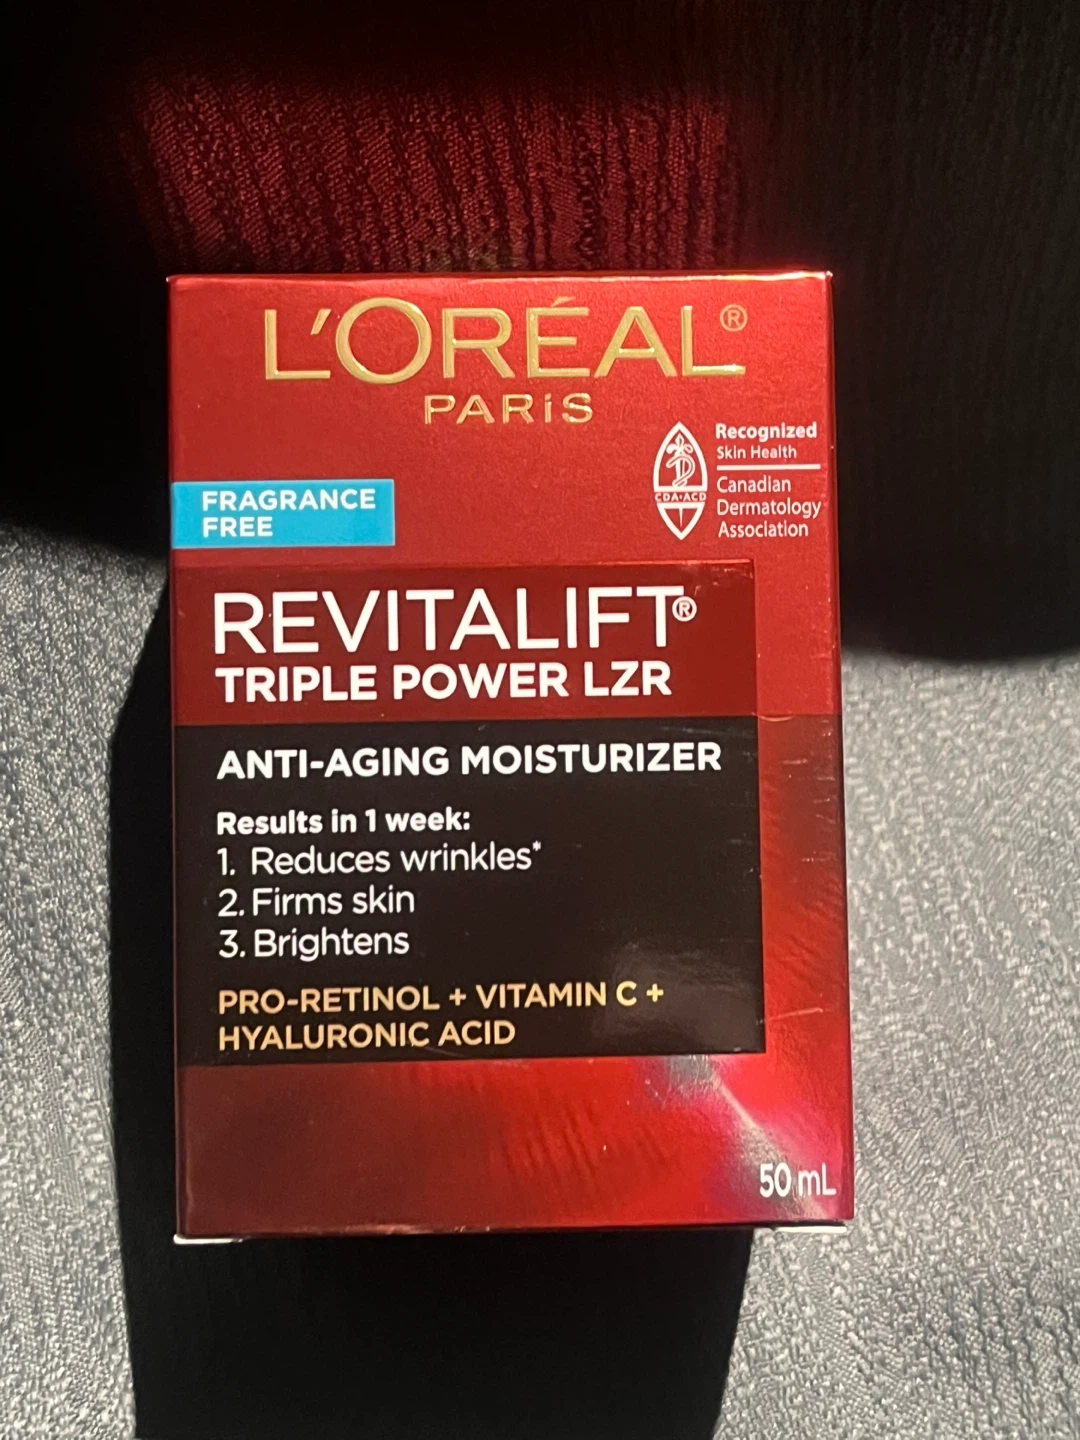 L'ORÉAL®
PARiS
Recognized
Skin Health
Canadian
Dermatology
Association
CDA•ACD
FRAGRANCE
FREE
REVITALIFT®
TRIPLE POWER LZR
ANTI-AGING MOISTURIZER
Results in 1 week:
1. Reduces wrinkles*
2. Firms skin
3. Brightens
PRO-RETINOL + VITAMIN C +
HYALURONIC ACID
50 mL